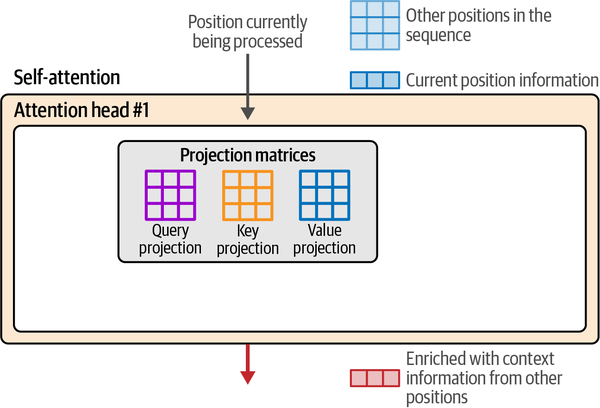 Position currently
being processed
Other positions in the
sequence
Current position information
Self-attention
Attention head #1
Projection matrices
Query
projection
Key
projection
Value
projection
Enriched with context
information from other
positions